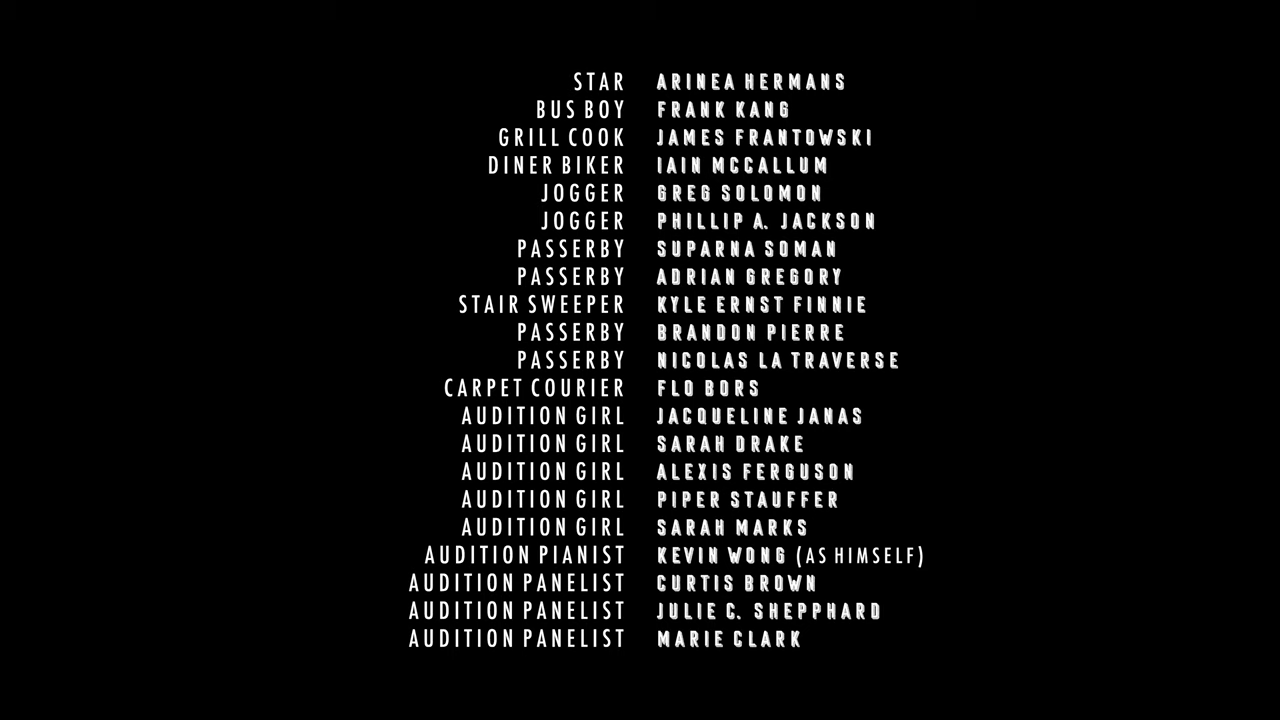 STAR ARINEA HERMANS
BUS BOY FRANK KANG
GRILL COOK JAMES FRANTOWSKI
DINER BIKER IAIN MCCALLUM
JOGGER GREG SOLOMON
JOGGER PHILLIP A. JACKSON
PASSERBY SUPARNA SOMAN
PASSERBY ADRIAN GREGORY
STAIR SWEEPER KYLE ERNST FINNIE
PASSERBY BRANDON PIERRE
PASSERBY NICOLAS LA TRAVERSE
CARPET COURIER FLO BORS
AUDITION GIRL JACQUELINE JANAS
AUDITION GIRL SARAH DRAKE
AUDITION GIRL ALEXIS FERGUSON
AUDITION GIRL PIPER STAUFFER
AUDITION GIRL SARAH MARKS
AUDITION PIANIST KEVIN WONG (AS HIMSELF)
AUDITION PANELIST CURTIS BROWN
AUDITION PANELIST JULIE C. SHEPPHARD
AUDITION PANELIST MARIE CLARK